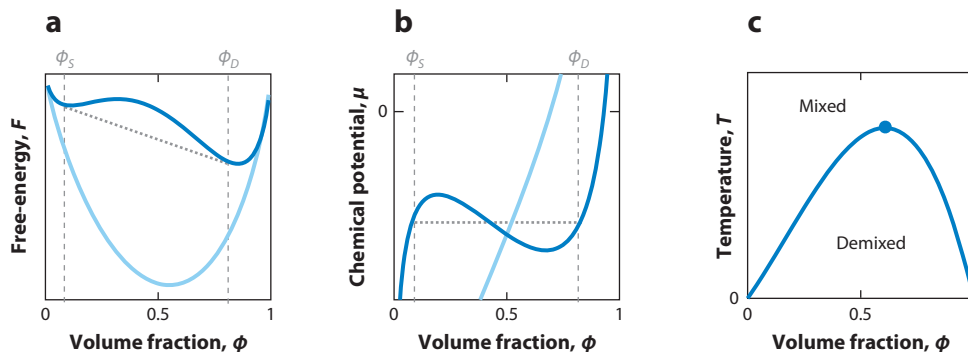 a
ϕS
ϕD
Free-energy, F
0
0.5
1
Volume fraction, ϕ
b
ϕS
ϕD
Chemical potential, μ
0
0
0.5
1
Volume fraction, ϕ
c
Temperature, T
Mixed
Demixed
0
0
0.5
Volume fraction, ϕ